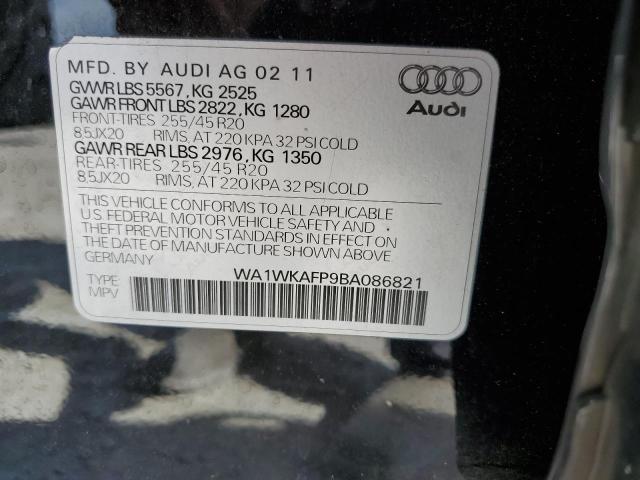 MFD. BY AUDI AG 02 11
GVWR LBS 5567, KG 2525
GAWR FRONT LBS 2822, KG 1280
FRONT-TIRES 255/45 R20
8.5JX20 RIMS, AT 220 KPA 32 PSI COLD
GAWR REAR LBS 2976, KG 1350
REAR-TIRES 255/45 R20
8.5JX20 RIMS, AT 220 KPA 32 PSI COLD
THIS VEHICLE CONFORMS TO ALL APPLICABLE
U.S. FEDERAL MOTOR VEHICLE SAFETY AND
THEFT PREVENTION STANDARDS IN EFFECT ON
THE DATE OF MANUFACTURE SHOWN ABOVE.
GERMANY
WA1WKAFP9BA086821
TYPE:
MPV
Audi